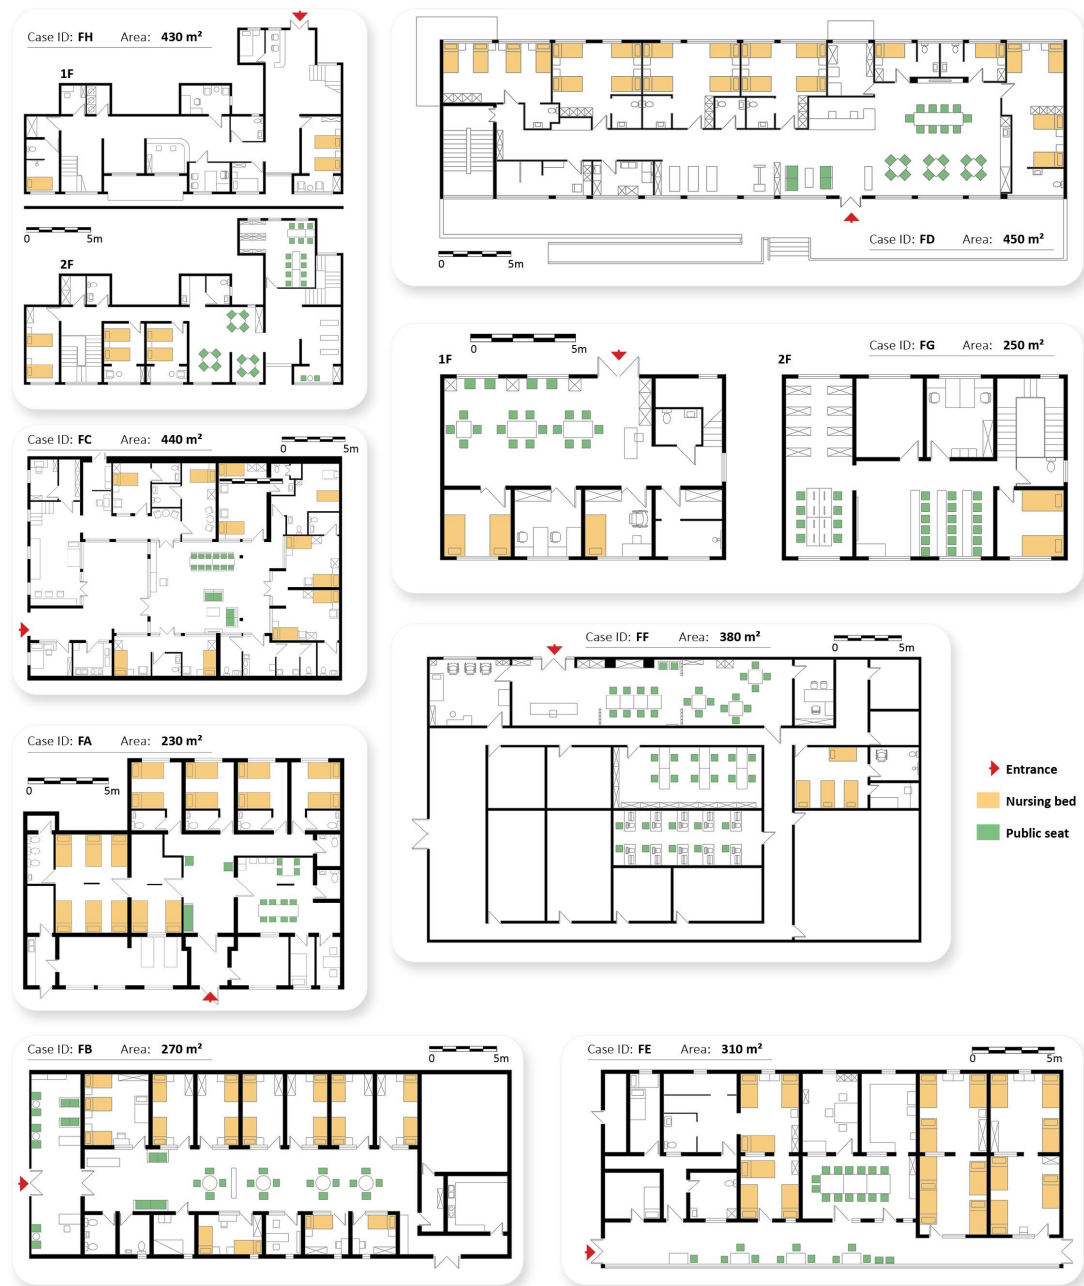 Case ID: FH Area: 430 m²
1F
0 5m
2F
Case ID: FD Area: 450 m²
0 5m
Case ID: FG Area: 250 m²
1F
0 5m
2F
Case ID: FC Area: 440 m²
0 5m
Case ID: FF Area: 380 m²
0 5m
Case ID: FA Area: 230 m²
0 5m
Entrance
Nursing bed
Public seat
Case ID: FB Area: 270 m²
0 5m
Case ID: FE Area: 310 m²
0 5m